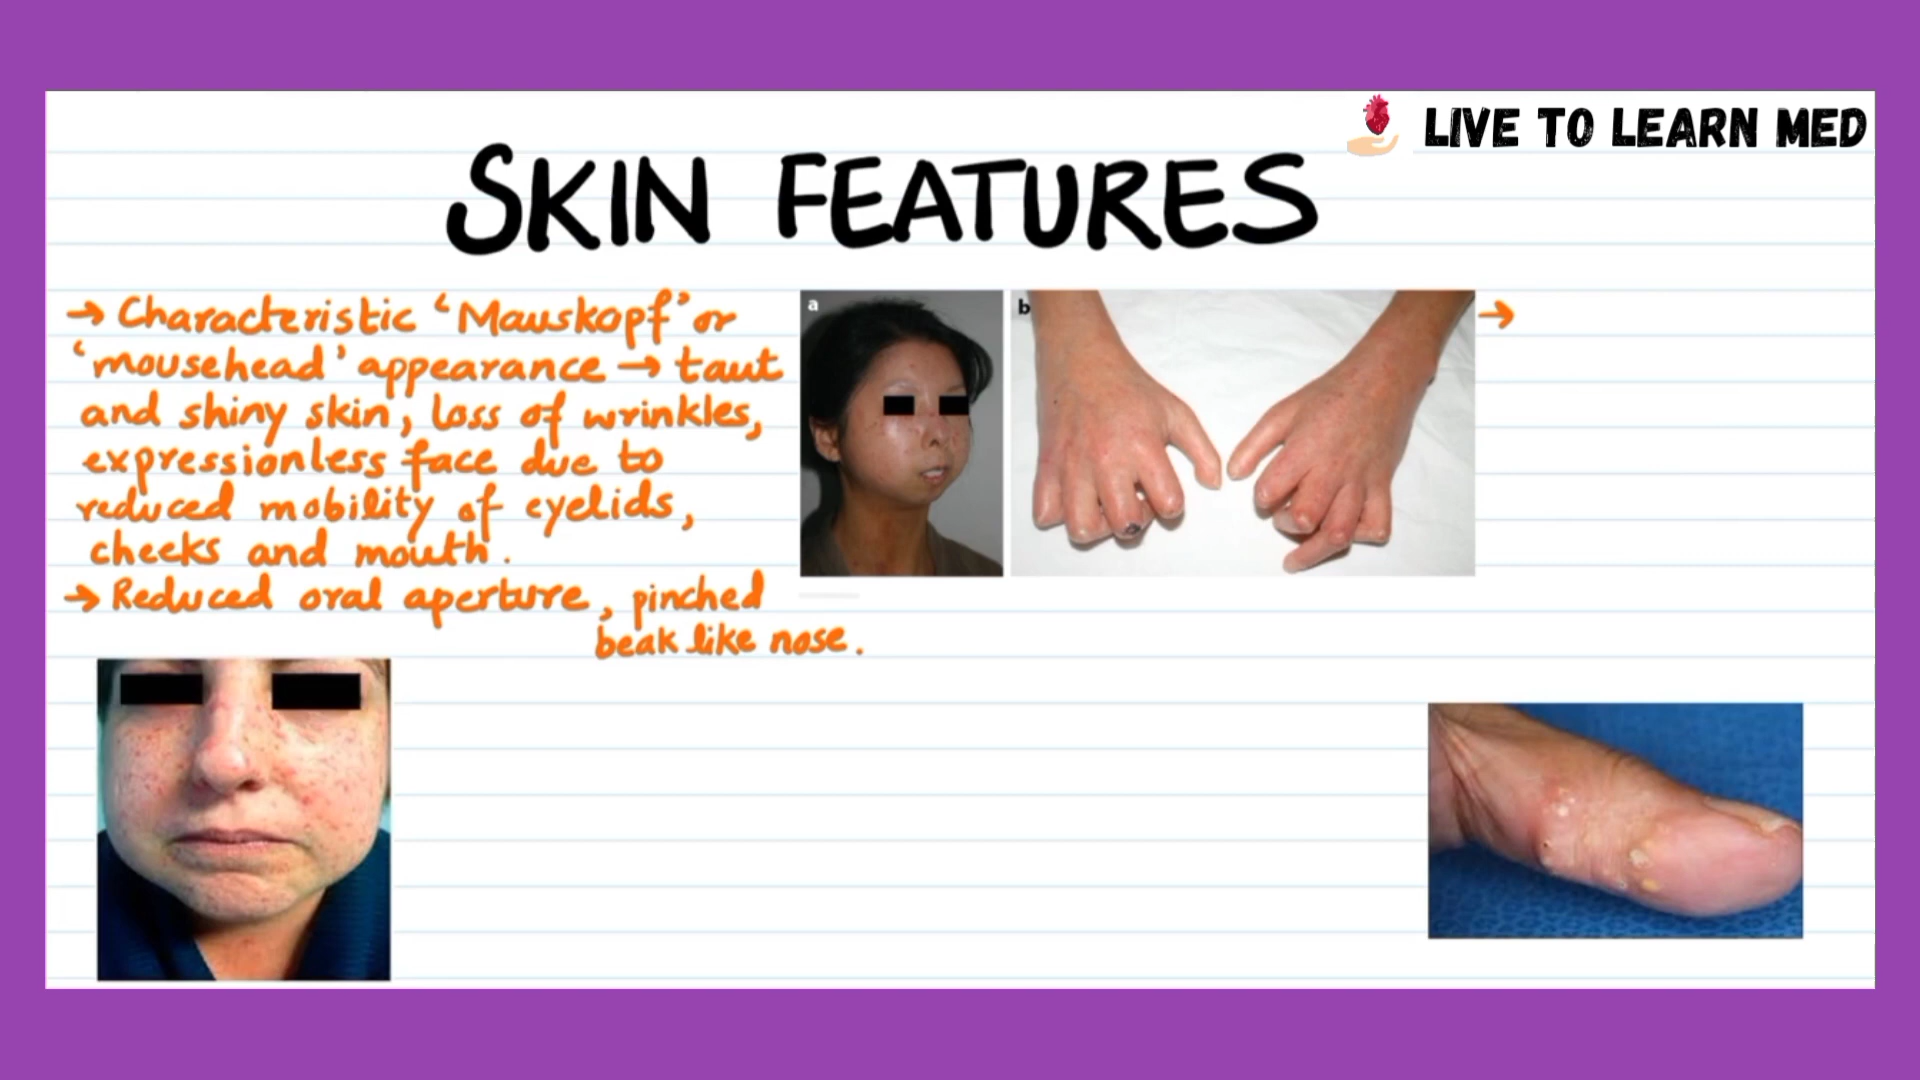 LIVE TO LEARN MED
SKIN FEATURES
→ Characteristic 'Mauskopf' or
'mousehead' appearance → taut
and shiny skin, loss of wrinkles,
expressionless face due to
reduced mobility of eyelids,
cheeks and mouth.
→ Reduced oral aperture, pinched
beak like nose.
a
b
→